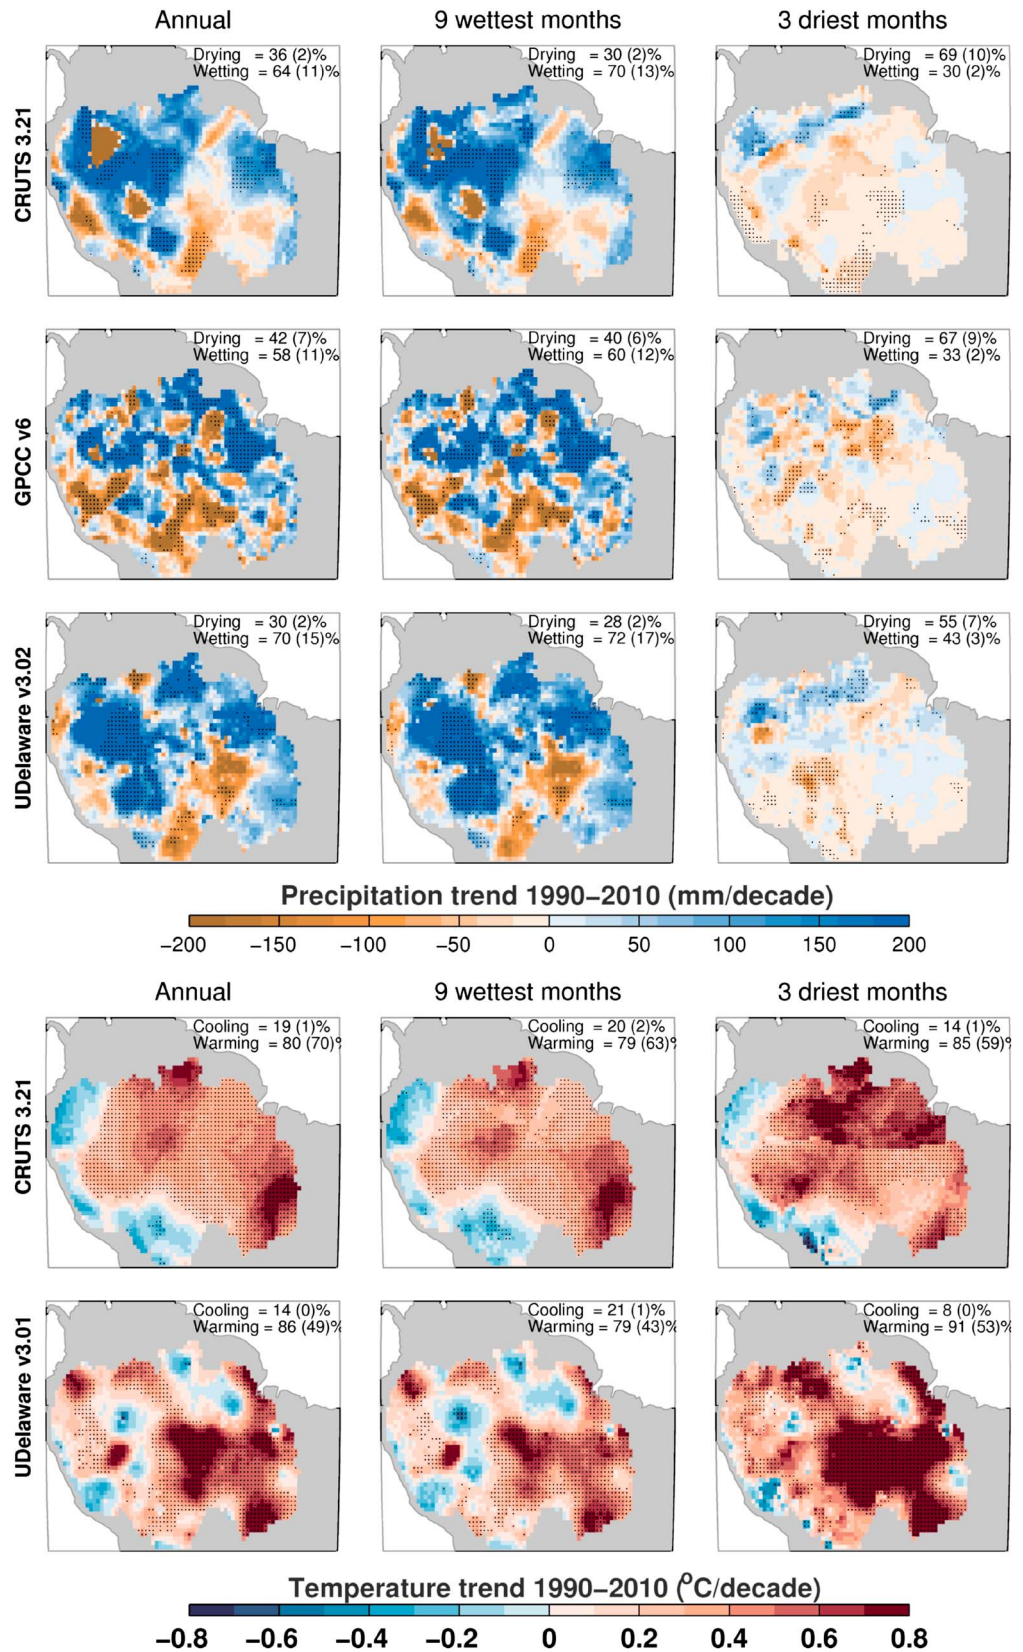 Annual 9 wettest months 3 driest months
CRUTS 3.21
Drying = 36 (2)%
Wetting = 64 (11)%
Drying = 30 (2)%
Wetting = 70 (13)%
Drying = 69 (10)%
Wetting = 30 (2)%
GPCC v6
Drying = 42 (7)%
Wetting = 58 (11)%
Drying = 40 (6)%
Wetting = 60 (12)%
Drying = 67 (9)%
Wetting = 33 (2)%
UDelaware v3.02
Drying = 30 (2)%
Wetting = 70 (15)%
Drying = 28 (2)%
Wetting = 72 (17)%
Drying = 55 (7)%
Wetting = 43 (3)%
Precipitation trend 1990−2010 (mm/decade)
−200 −150 −100 −50 0 50 100 150 200
Annual 9 wettest months 3 driest months
CRUTS 3.21
Cooling = 19 (1)%
Warming = 80 (70)%
Cooling = 20 (2)%
Warming = 79 (63)%
Cooling = 14 (1)%
Warming = 85 (59)%
UDelaware v3.01
Cooling = 14 (0)%
Warming = 86 (49)%
Cooling = 21 (1)%
Warming = 79 (43)%
Cooling = 8 (0)%
Warming = 91 (53)%
Temperature trend 1990−2010 (°C/decade)
−0.8 −0.6 −0.4 −0.2 0 0.2 0.4 0.6 0.8